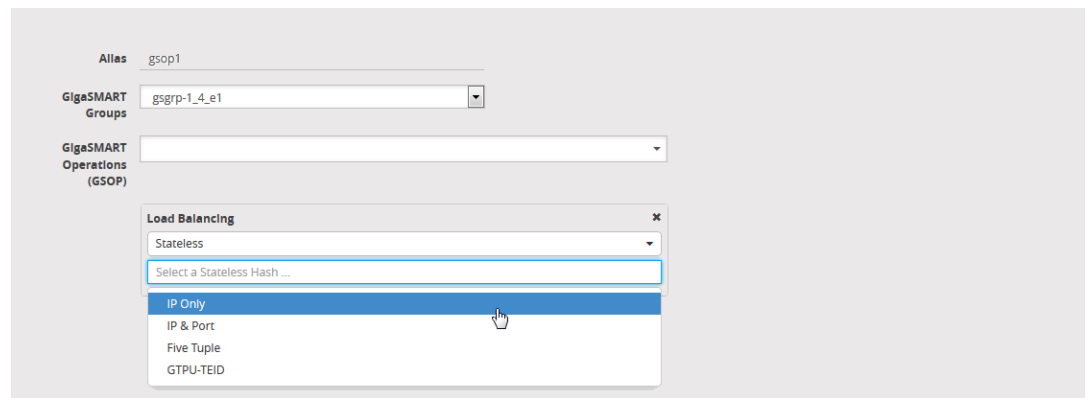 Alias gsop1
GigaSMART
Groups
gsgrp-1_4_e1
GigaSMART
Operations
(GSOP)
Load Balancing
Stateless
Select a Stateless Hash ...
IP Only
IP & Port
Five Tuple
GTPU-TEID